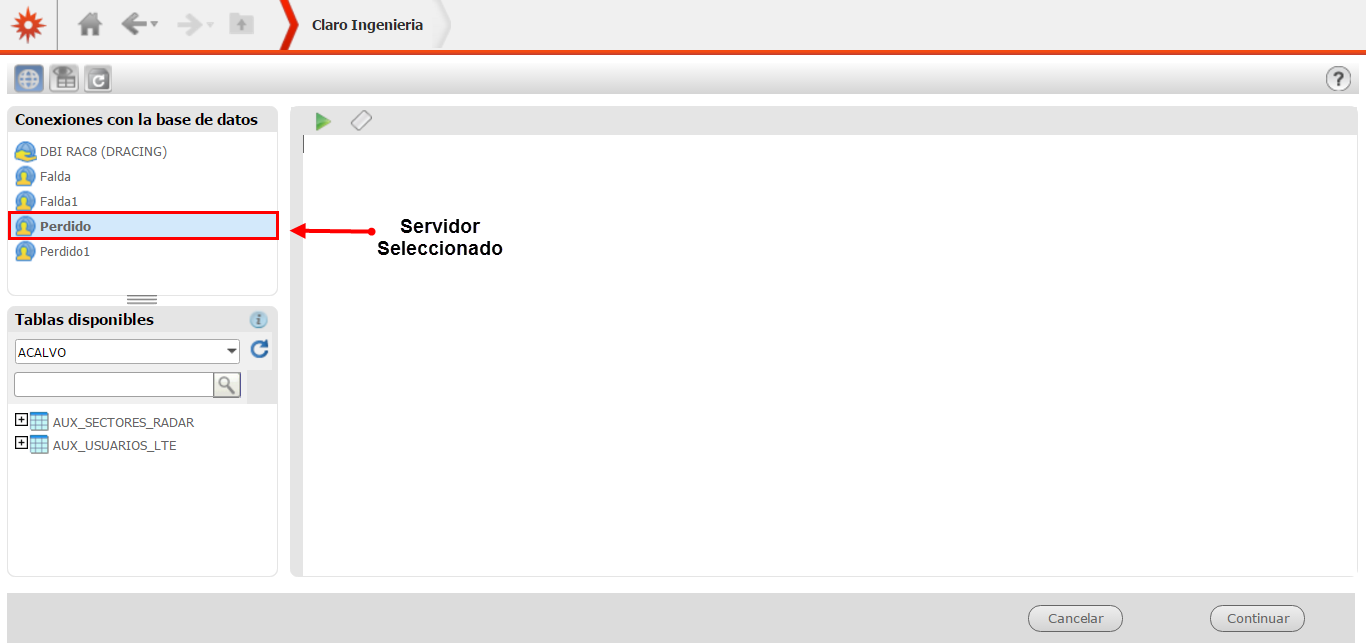 Claro Ingenieria
?
Conexiones con la base de datos
DBI RAC8 (DRACING)
Falda
Falda1
Perdido
Perdido1
Servidor
Seleccionado
Tablas disponibles
i
ACALVO
AUX_SECTORES_RADAR
AUX_USUARIOS_LTE
Cancelar
Continuar